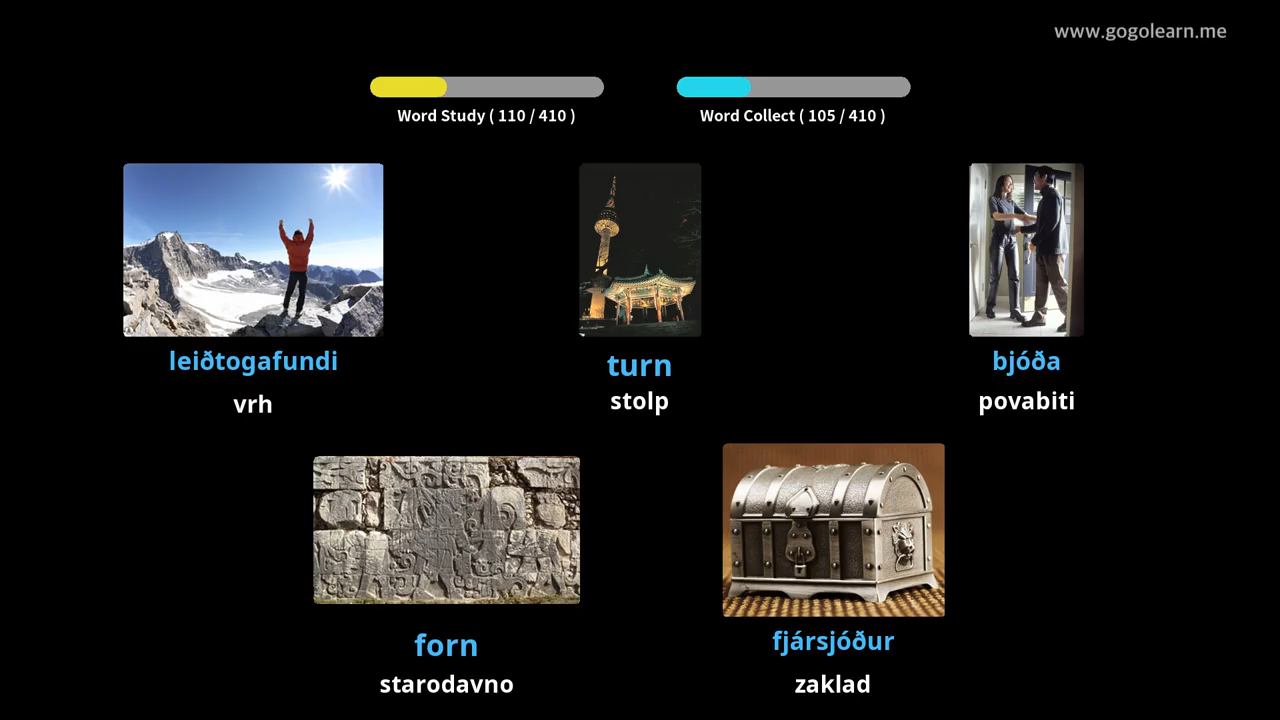 www.gogolearn.me
Word Study ( 110 / 410 )
Word Collect ( 105 / 410 )
leiðtogafundi
vrh
turn
stolp
bjóða
povabiti
forn
starodavno
fjársjóður
zaklad